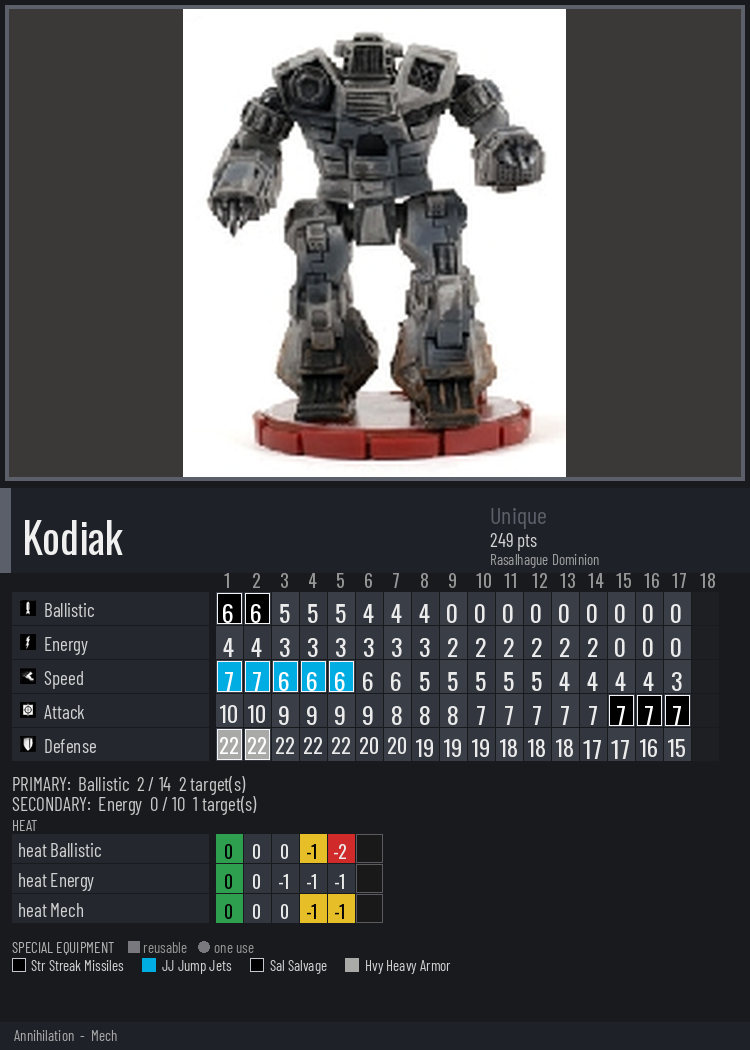 Kodiak
Unique
249 pts
Rasalhague Dominion
1 2 3 4 5 6 7 8 9 10 11 12 13 14 15 16 17 18
Ballistic 6 6 5 5 5 4 4 4 0 0 0 0 0 0 0 0 0
Energy 4 4 3 3 3 3 3 3 2 2 2 2 2 2 0 0 0
Speed 7 7 6 6 6 6 6 5 5 5 5 5 4 4 4 4 3
Attack 10 10 9 9 9 9 8 8 8 7 7 7 7 7 7 7 7
Defense 22 22 22 22 22 20 20 19 19 19 18 18 18 17 17 16 15
PRIMARY: Ballistic 2 / 14 2 target(s)
SECONDARY: Energy 0 / 10 1 target(s)
HEAT
heat Ballistic 0 0 0 -1 -2
heat Energy 0 0 -1 -1 -1
heat Mech 0 0 0 -1 -1
SPECIAL EQUIPMENT reusable one use
Str Streak Missiles JJ Jump Jets Sal Salvage Hvy Heavy Armor
Annihilation - Mech